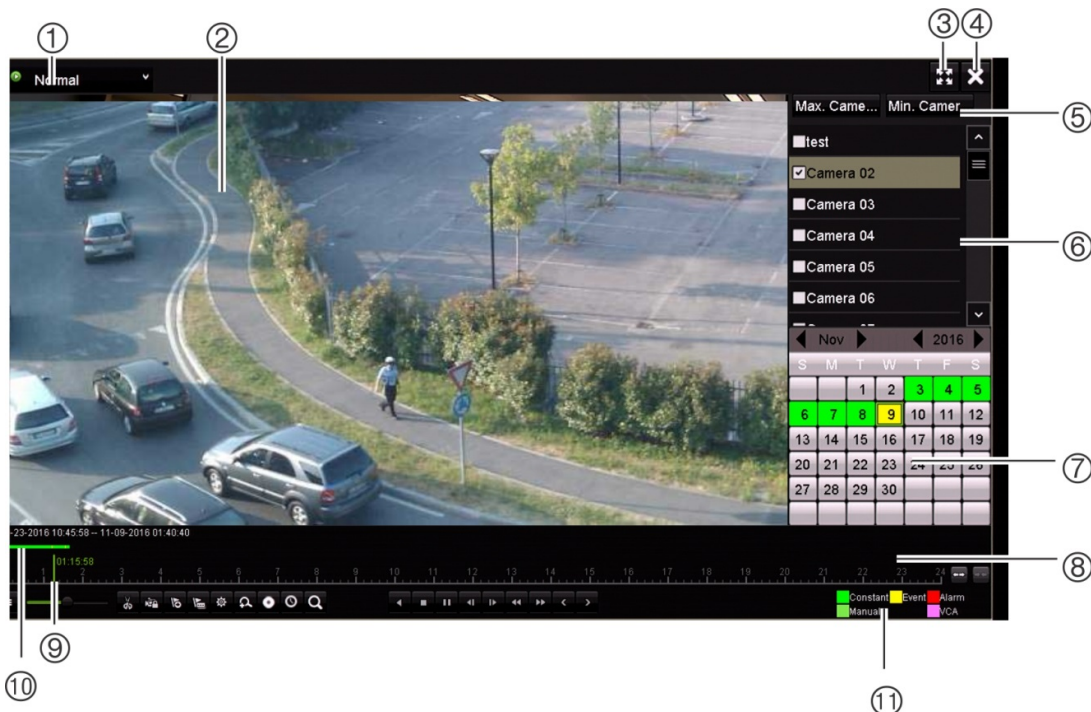 ① ② ③ ④
Normal
Max. Came... Min. Camer...
⑤
test
Camera 02
Camera 03
Camera 04
⑥
Camera 05
Camera 06
Nov 2016
S M T W T F S
1 2 3 4 5
6 7 8 9 10 11 12
13 14 15 16 17 18 19
20 21 22 23 24 25 26
⑦
27 28 29 30
-23-2016 10:45:58 -- 11-09-2016 01:40:40
⑧
01:15:58
1 2 3 4 5 6 7 8 9 10 11 12 13 14 15 16 17 18 19 20 21 22 23 24
Constant Event Alarm
Manual VCA
⑨
⑩
⑪